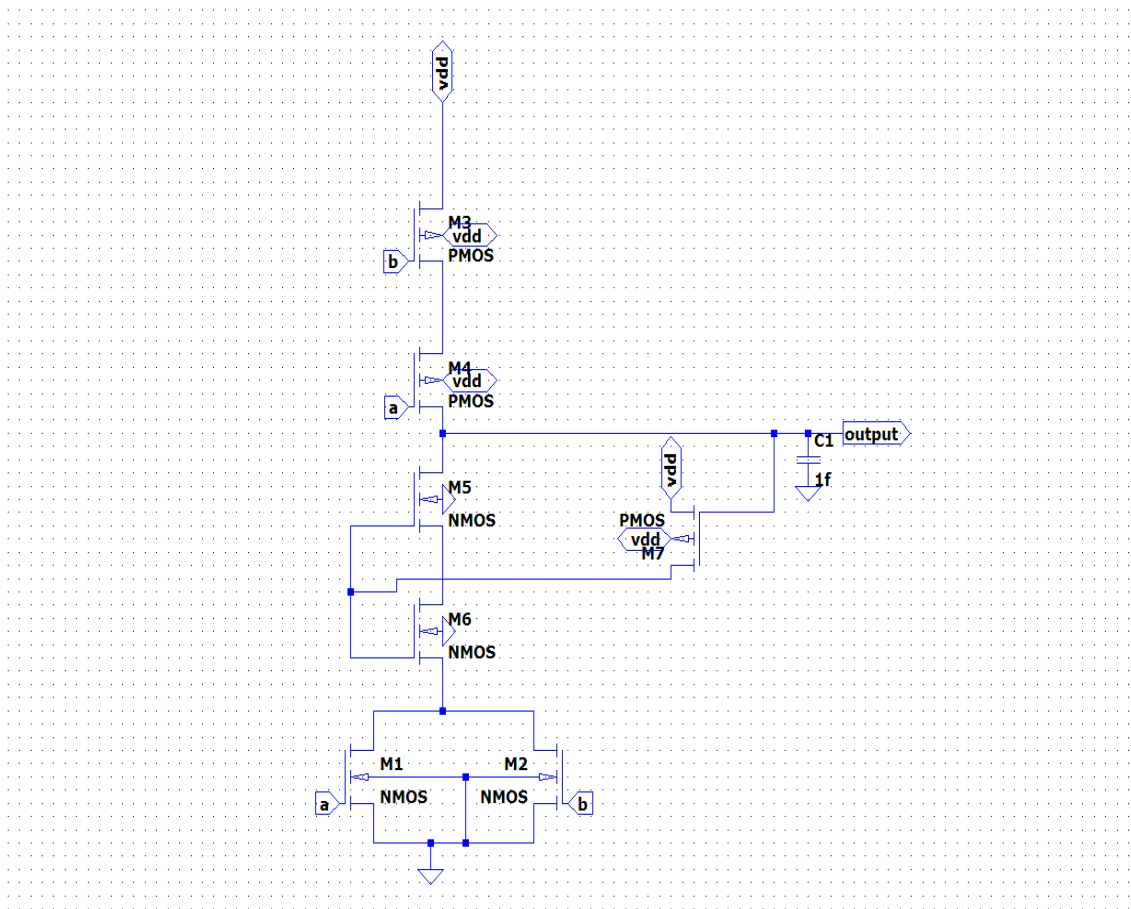 vdd
M3
vdd
b
PMOS
M4
vdd
a
PMOS
output
C1
vdd
1f
M5
NMOS
PMOS
vdd
M7
M6
NMOS
M1
M2
NMOS
NMOS
a
b